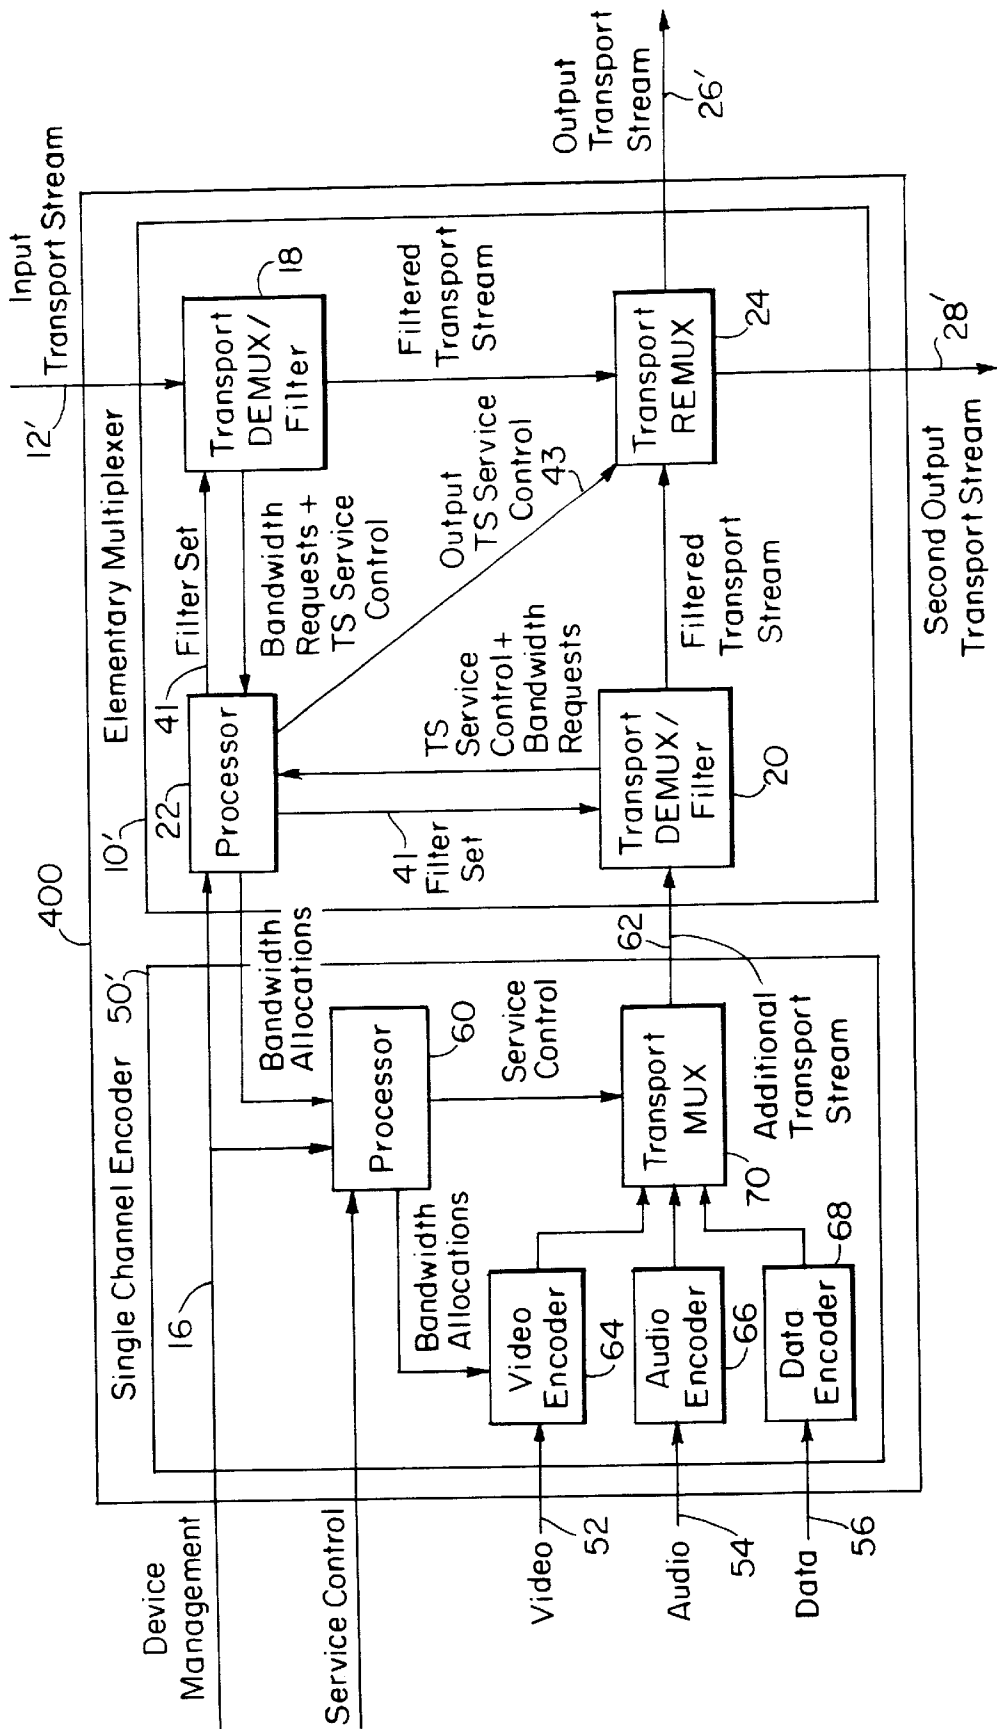 Input
Transport Stream
12'
Elementary Multiplexer
10'
400
Single Channel Encoder
50'
Device
Management
16
Service Control
Transport
DEMUX/
Filter
18
41
Filter Set
Bandwidth
Requests +
TS Service
Control
Processor
22
Filtered
Transport
Stream
Output
TS Service
Control
43
Output
Transport
Stream
26'
Transport
REMUX
24
28'
Second Output
Transport Stream
TS
Service
Control+
Bandwidth
Requests
41
Filter
Set
Filtered
Transport
Stream
Transport
DEMUX/
Filter
20
Bandwidth
Allocations
Processor
60
Service
Control
62
Additional
Transport
Stream
Transport
MUX
70
Bandwidth
Allocations
Video
Encoder
64
Audio
Encoder
66
Data
Encoder
68
Video
52
Audio
54
Data
56